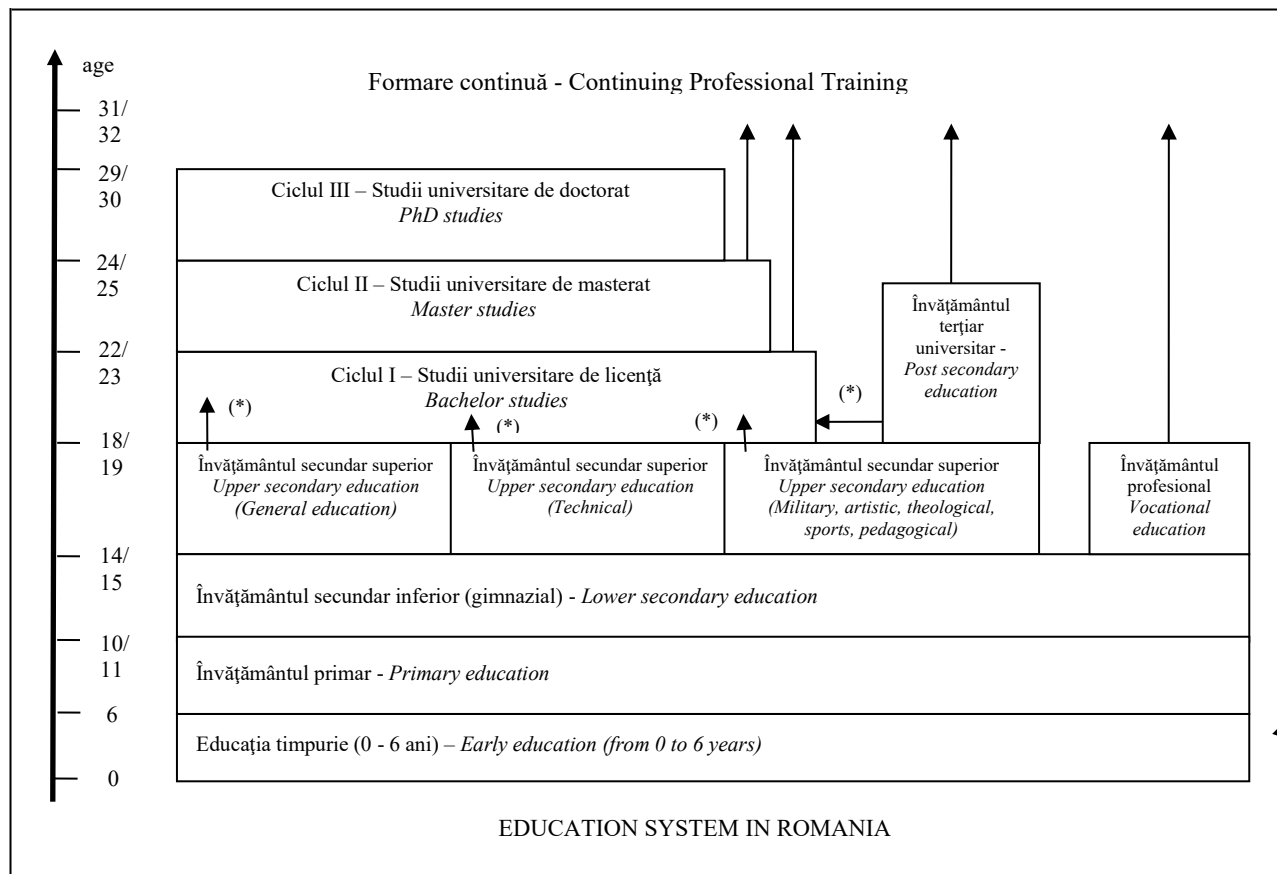 age
Formare continuă - Continuing Professional Training
31/
32
29/
30
Ciclul III – Studii universitare de doctorat
PhD studies
24/
25
Ciclul II – Studii universitare de masterat
Master studies
Învăţământul
terţiar
universitar -
Post secondary
education
22/
23
Ciclul I – Studii universitare de licenţă
Bachelor studies
(*)
(*)
(*)
(*)
18/
19
Învăţământul secundar superior
Upper secondary education
(General education)
Învăţământul secundar superior
Upper secondary education
(Technical)
Învăţământul secundar superior
Upper secondary education
(Military, artistic, theological,
sports, pedagogical)
Învăţământul
profesional
Vocational
education
14/
15
Învăţământul secundar inferior (gimnazial) - Lower secondary education
10/
11
Învăţământul primar - Primary education
6
Educaţia timpurie (0 - 6 ani) – Early education (from 0 to 6 years)
0
EDUCATION SYSTEM IN ROMANIA